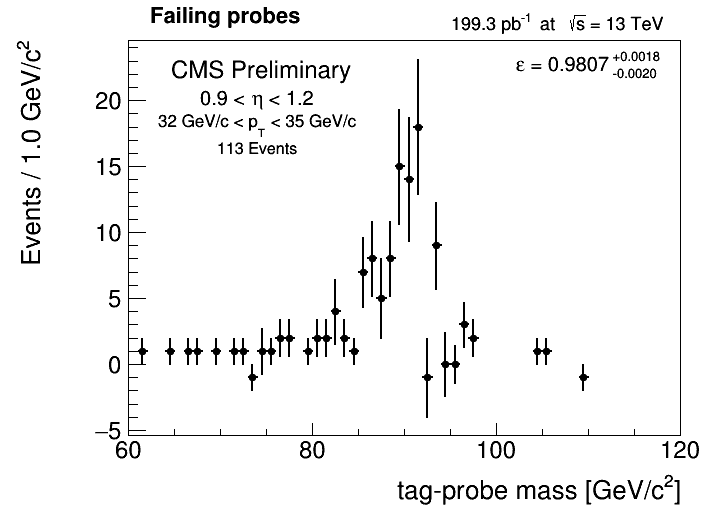 Failing probes
199.3 pb⁻¹ at √s = 13 TeV
CMS Preliminary
0.9 < η < 1.2
32 GeV/c < p_T < 35 GeV/c
113 Events
ε = 0.9807 +0.0018 -0.0020
Events / 1.0 GeV/c²
20
15
10
5
0
−5
60 80 100 120
tag-probe mass [GeV/c²]